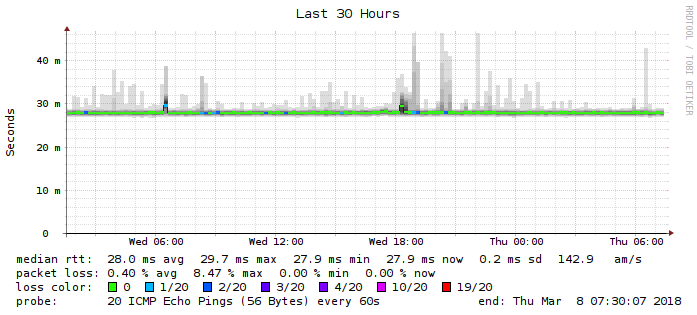 Last 30 Hours
RRDTOOL / TOBI OETIKER
Seconds
40 m
30 m
20 m
10 m
0
Wed 06:00 Wed 12:00 Wed 18:00 Thu 00:00 Thu 06:00
median rtt: 28.0 ms avg 29.7 ms max 27.9 ms min 27.9 ms now 0.2 ms sd 142.9 am/s
packet loss: 0.40 % avg 8.47 % max 0.00 % min 0.00 % now
loss color: 0 1/20 2/20 3/20 4/20 10/20 19/20
probe: 20 ICMP Echo Pings (56 Bytes) every 60s end: Thu Mar 8 07:30:07 2018